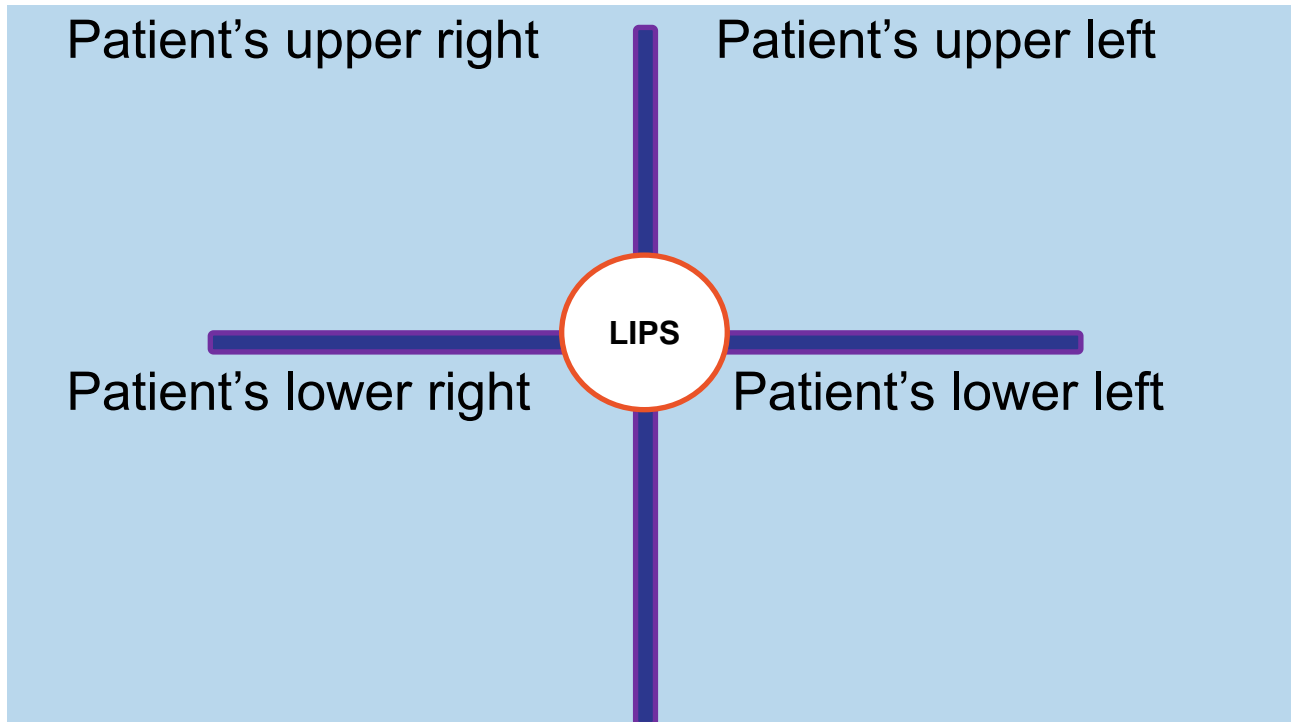 Patient’s upper right
Patient’s upper left
LIPS
Patient’s lower right
Patient’s lower left